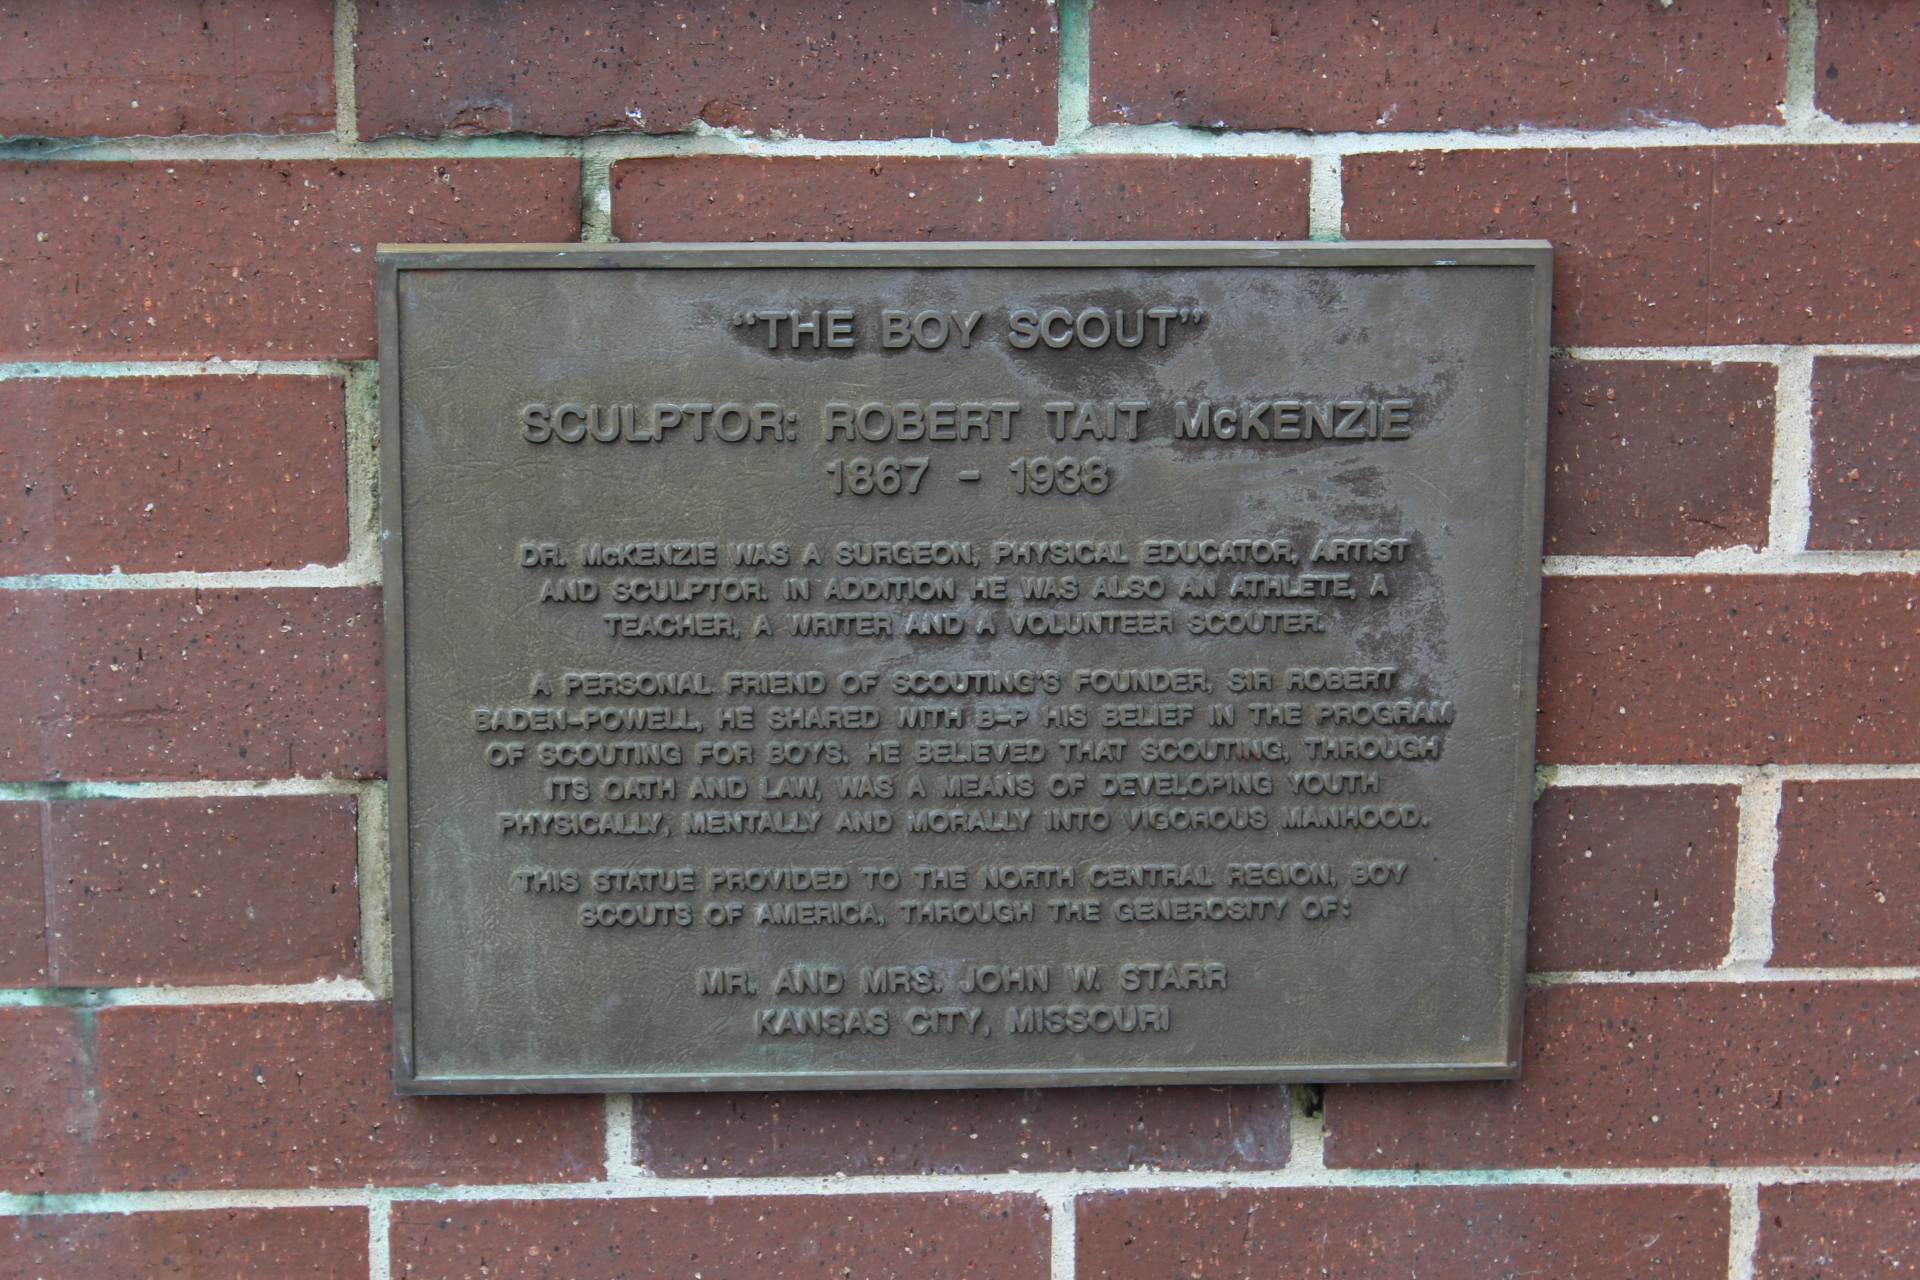 “THE BOY SCOUT”
SCULPTOR: ROBERT TAIT McKENZIE
1867 - 1938
DR. McKENZIE WAS A SURGEON, PHYSICAL EDUCATOR, ARTIST
AND SCULPTOR. IN ADDITION HE WAS ALSO AN ATHLETE, A
TEACHER, A WRITER AND A VOLUNTEER SCOUTER.
A PERSONAL FRIEND OF SCOUTING'S FOUNDER, SIR ROBERT
BADEN-POWELL, HE SHARED WITH B-P HIS BELIEF IN THE PROGRAM
OF SCOUTING FOR BOYS. HE BELIEVED THAT SCOUTING, THROUGH
ITS OATH AND LAW, WAS A MEANS OF DEVELOPING YOUTH
PHYSICALLY, MENTALLY AND MORALLY INTO VIGOROUS MANHOOD.
THIS STATUE PROVIDED TO THE NORTH CENTRAL REGION, BOY
SCOUTS OF AMERICA, THROUGH THE GENEROSITY OF:
MR. AND MRS. JOHN W. STARR
KANSAS CITY, MISSOURI